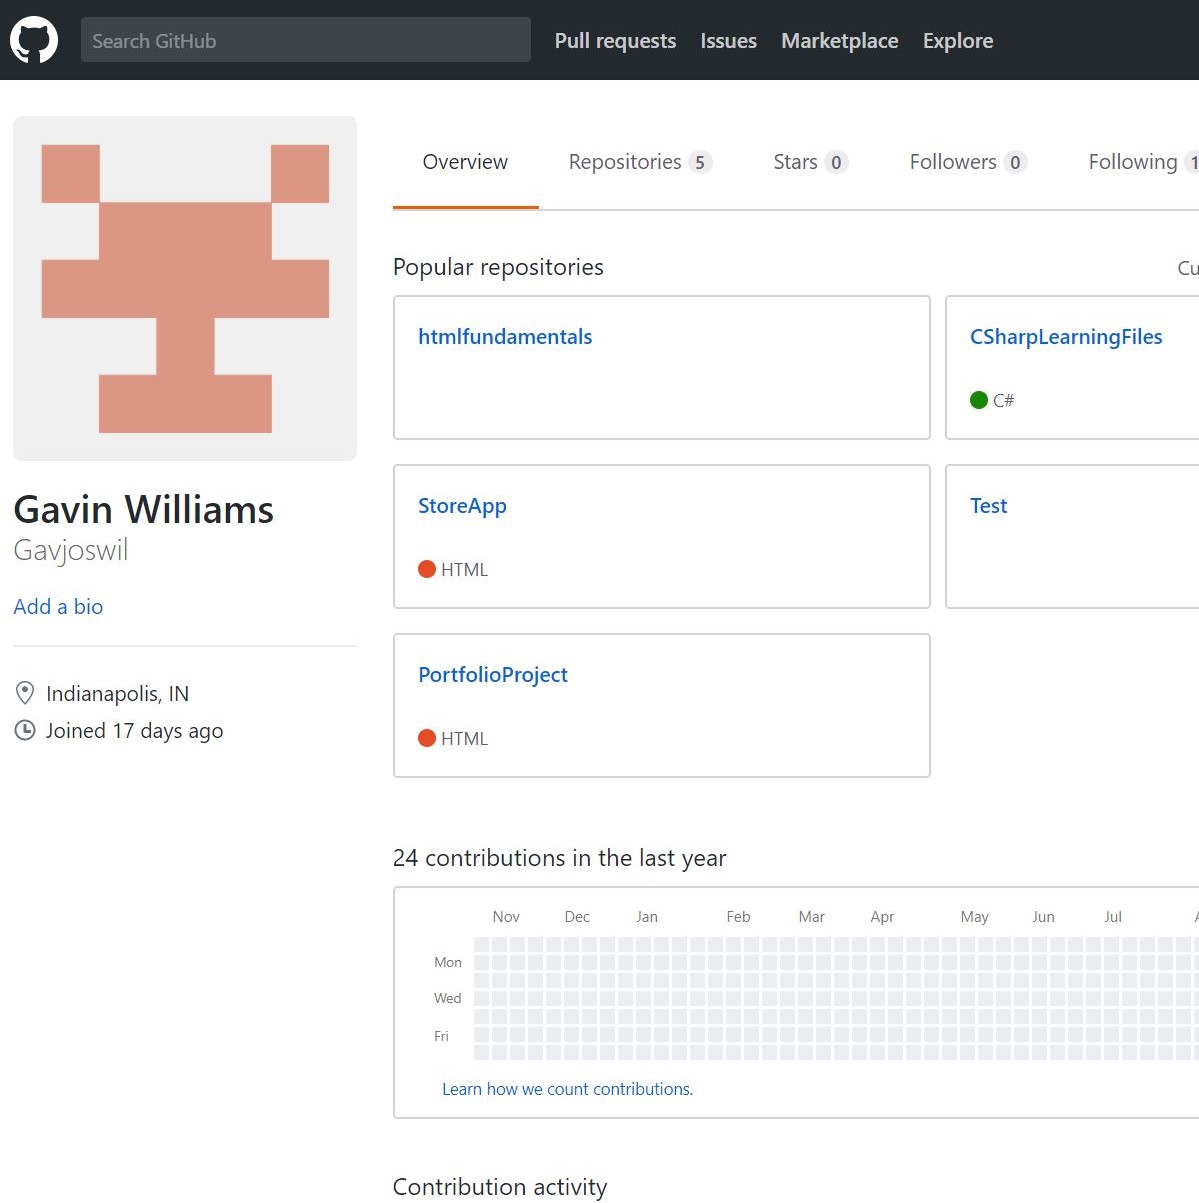 Search GitHub Pull requests Issues Marketplace Explore
Overview Repositories 5 Stars 0 Followers 0 Following 1
Popular repositories
htmlfundamentals
CSharpLearningFiles
C#
StoreApp
HTML
Test
PortfolioProject
HTML
Gavin Williams
Gavjoswil
Add a bio
Indianapolis, IN
Joined 17 days ago
24 contributions in the last year
Nov Dec Jan Feb Mar Apr May Jun Jul
Mon
Wed
Fri
Learn how we count contributions.
Contribution activity